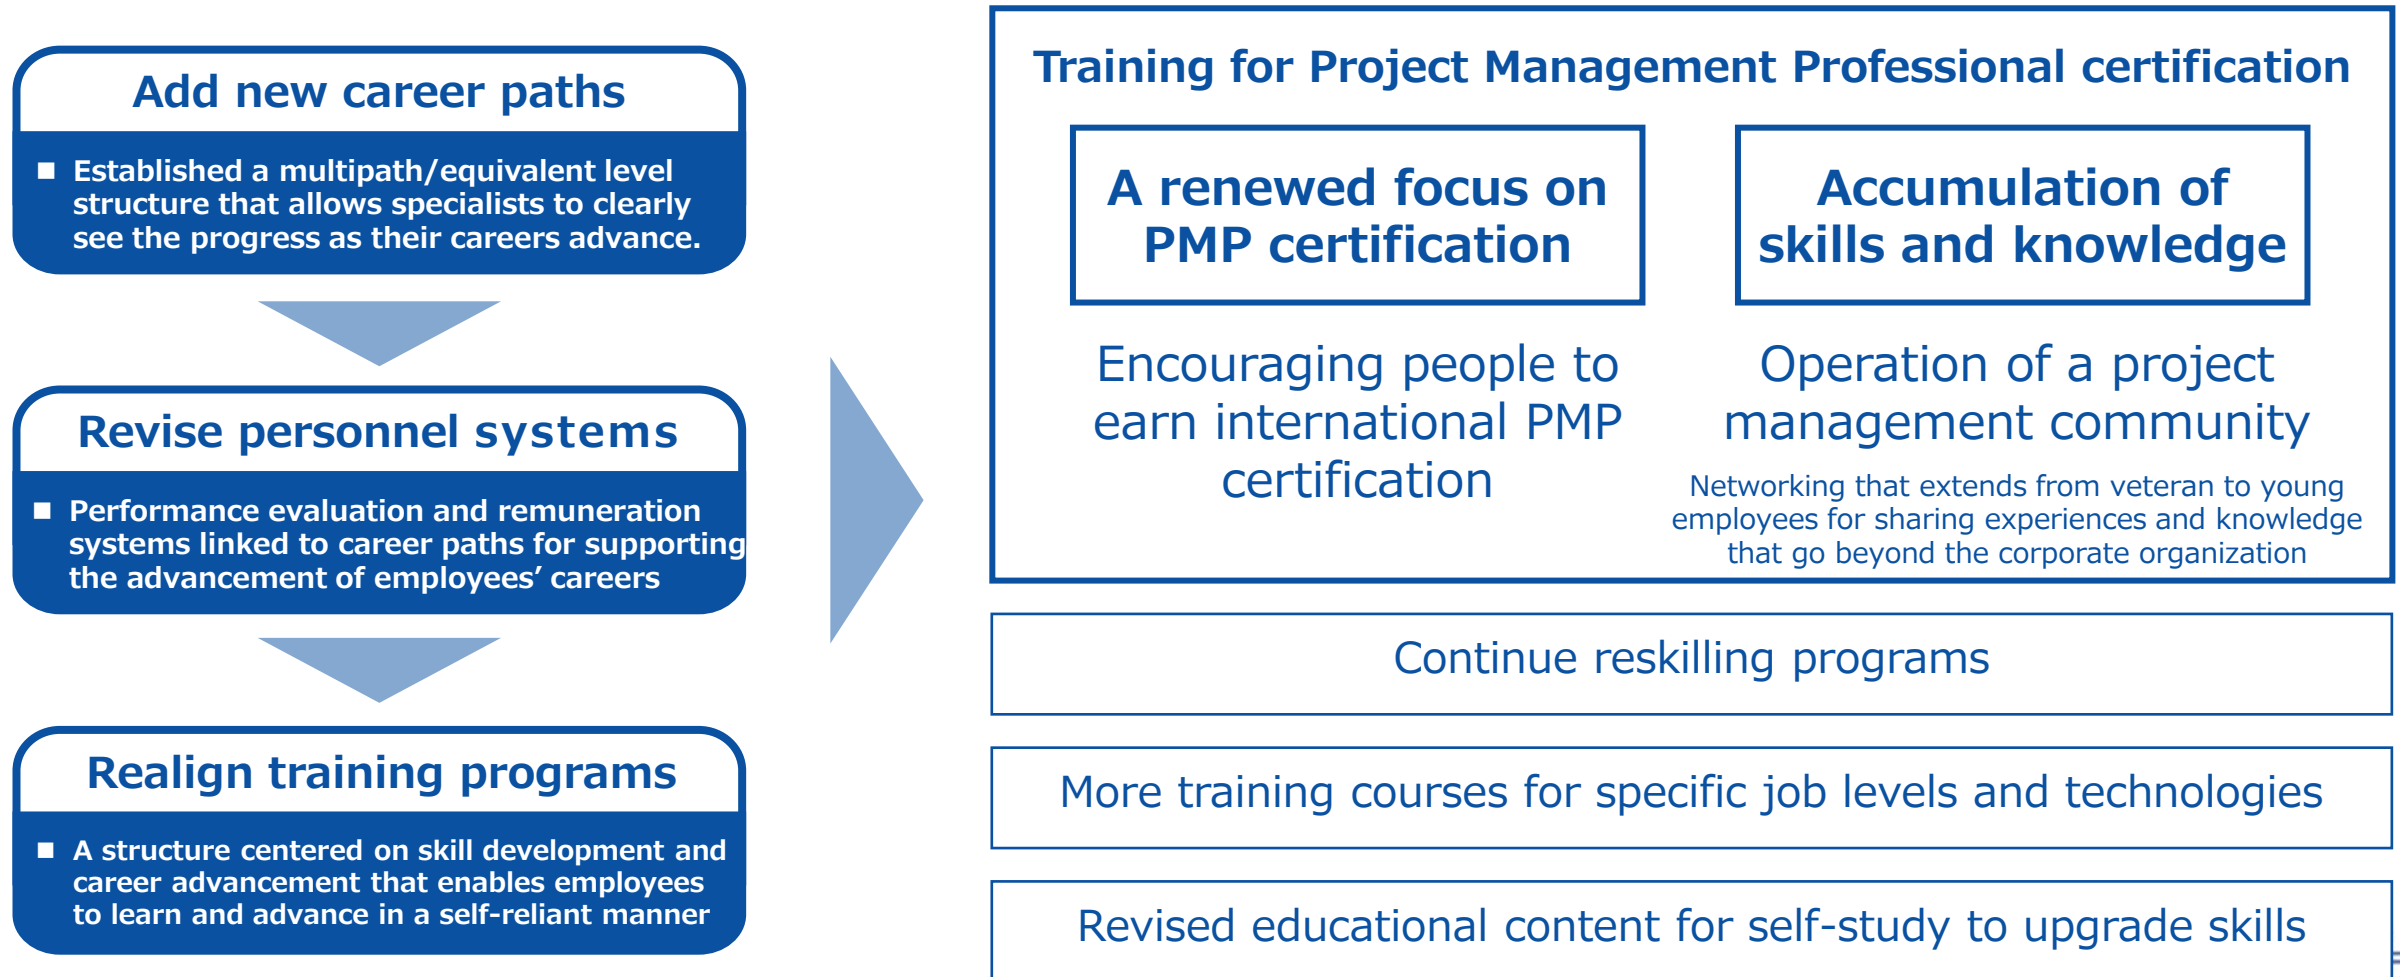 Add new career paths
■ Established a multipath/equivalent level
structure that allows specialists to clearly
see the progress as their careers advance.
Revise personnel systems
■ Performance evaluation and remuneration
systems linked to career paths for supporting
the advancement of employees’ careers
Realign training programs
■ A structure centered on skill development and
career advancement that enables employees
to learn and advance in a self-reliant manner
Training for Project Management Professional certification
A renewed focus on
PMP certification
Encouraging people to
earn international PMP
certification
Accumulation of
skills and knowledge
Operation of a project
management community
Networking that extends from veteran to young
employees for sharing experiences and knowledge
that go beyond the corporate organization
Continue reskilling programs
More training courses for specific job levels and technologies
Revised educational content for self-study to upgrade skills